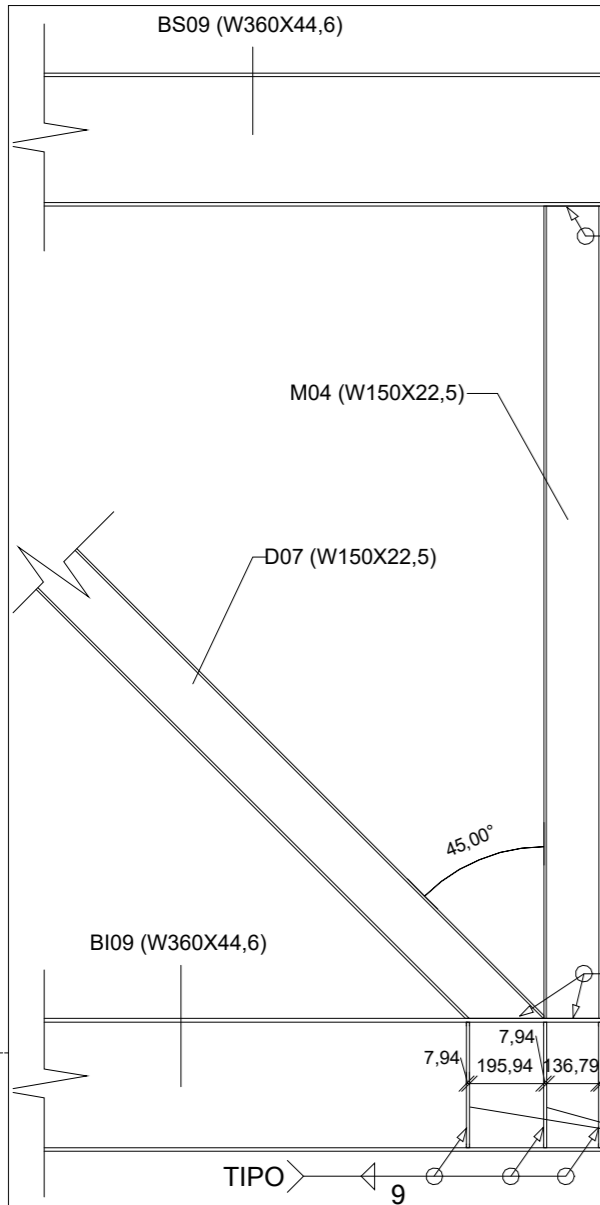 BS09 (W360X44,6)
M04 (W150X22,5)
D07 (W150X22,5)
45,00°
BI09 (W360X44,6)
7,94
7,94
195,94
136,79
TIPO
9